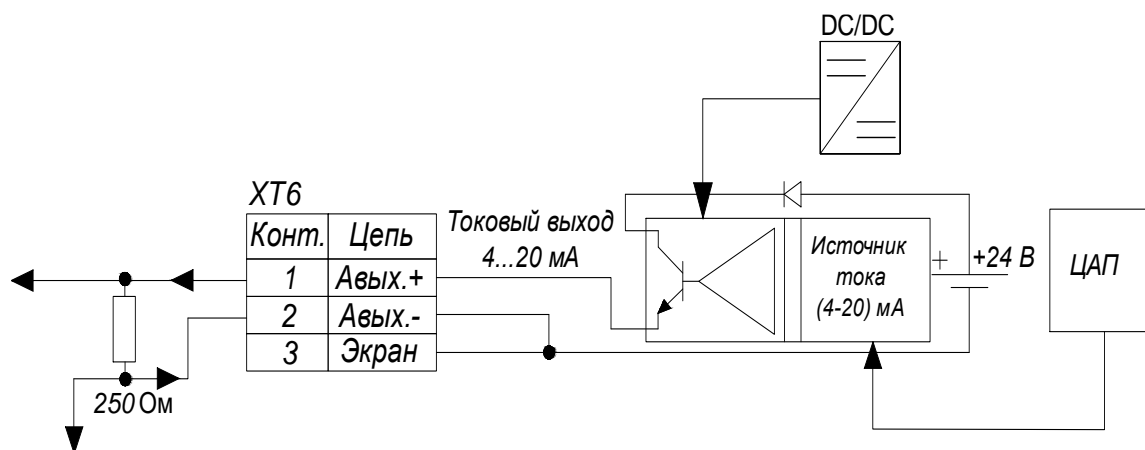 DC/DC
XT6
Конт. Цепь
1 Авых.+
2 Авых.-
3 Экран
Токовый выход
4...20 мА
Источник
тока
(4-20) мА
+
+24 В
ЦАП
250 Ом